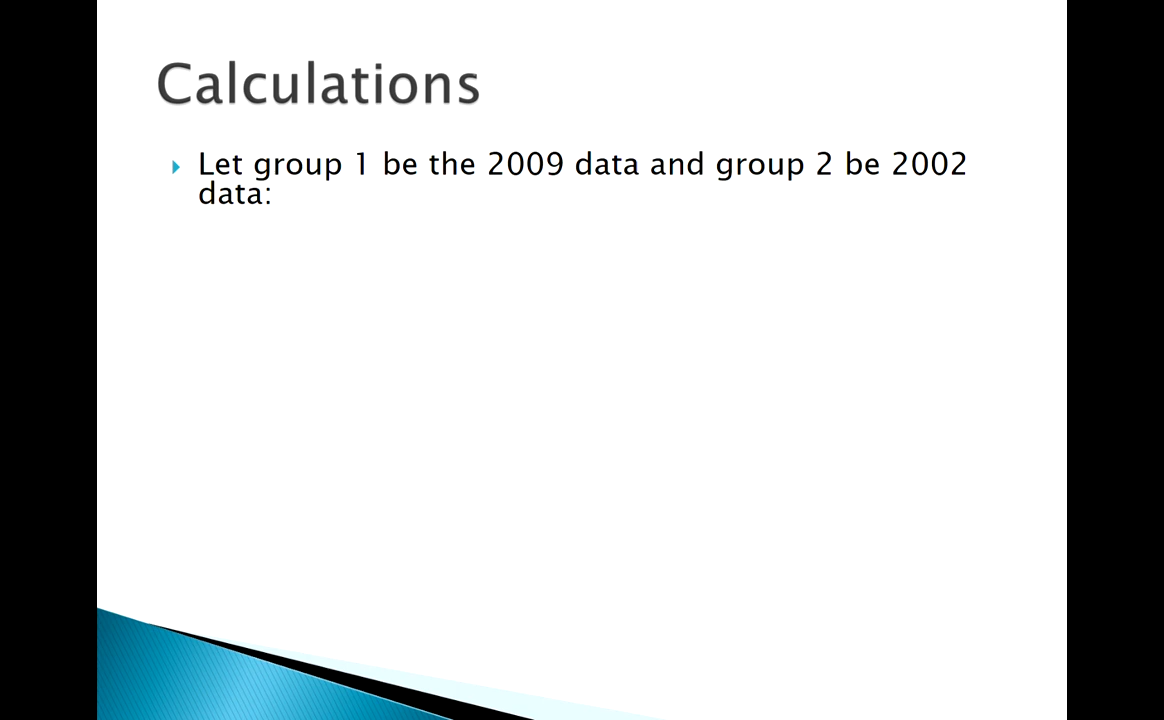 Calculations
Let group 1 be the 2009 data and group 2 be 2002
data: